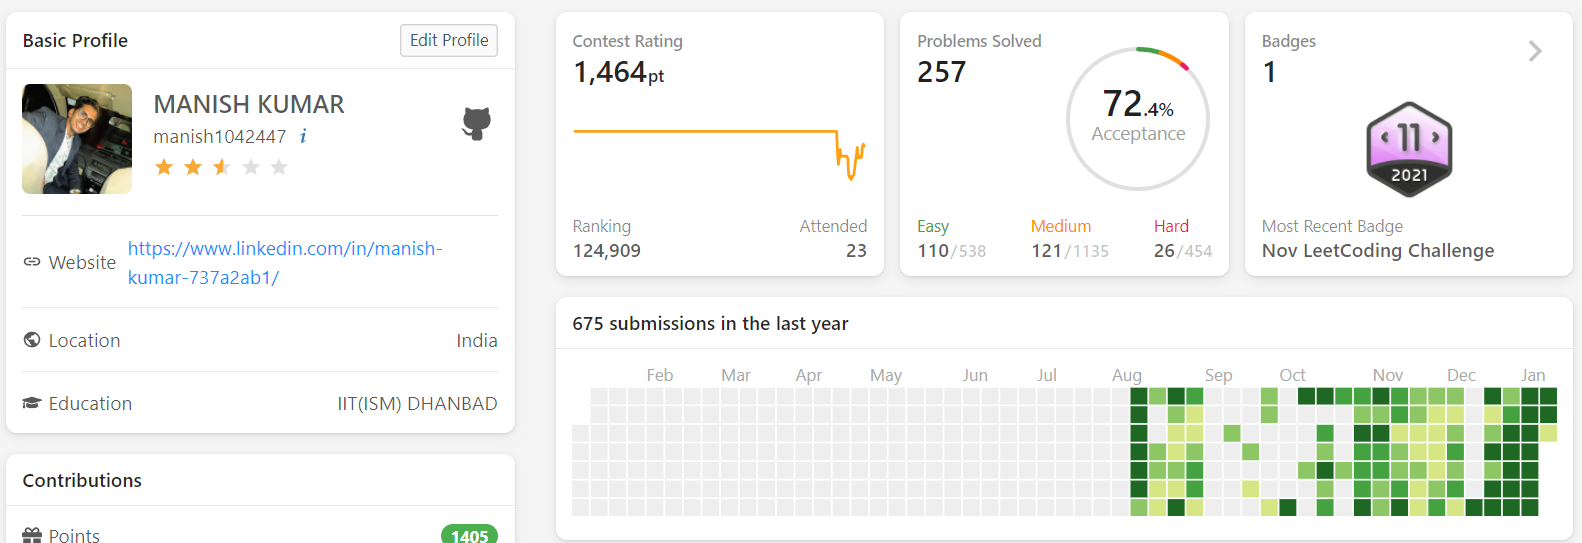 Basic Profile
Edit Profile
MANISH KUMAR
manish1042447 i
Website https://www.linkedin.com/in/manish-
kumar-737a2ab1/
Location India
Education IIT(ISM) DHANBAD
Contributions
Points 1405
Contest Rating
1,464pt
Ranking Attended
124,909 23
Problems Solved
257
72.4%
Acceptance
Easy Medium Hard
110/538 121/1135 26/454
Badges
1
11
2021
Most Recent Badge
Nov LeetCoding Challenge
675 submissions in the last year
Feb Mar Apr May Jun Jul Aug Sep Oct Nov Dec Jan